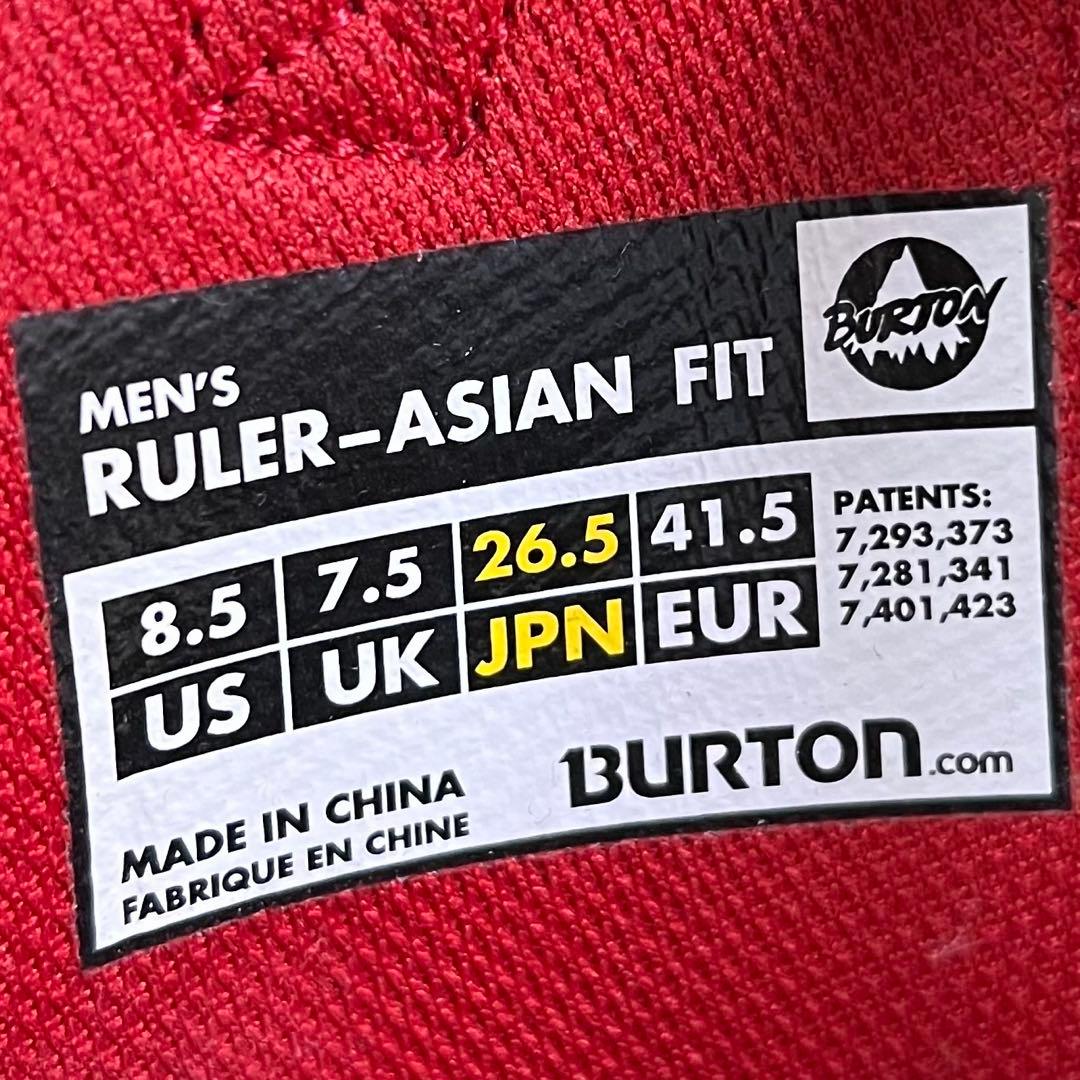 BURTON
MEN'S
RULER-ASIAN FIT
8.5 7.5 26.5 41.5
US UK JPN EUR
PATENTS:
7,293,373
7,281,341
7,401,423
MADE IN CHINA
FABRIQUE EN CHINE
BURTON.com